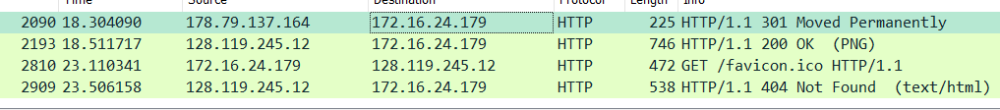 Time Source Destination Protocol Length Info
2090 18.304090 178.79.137.164 172.16.24.179 HTTP 225 HTTP/1.1 301 Moved Permanently
2193 18.511717 128.119.245.12 172.16.24.179 HTTP 746 HTTP/1.1 200 OK (PNG)
2810 23.110341 172.16.24.179 128.119.245.12 HTTP 472 GET /favicon.ico HTTP/1.1
2909 23.506158 128.119.245.12 172.16.24.179 HTTP 538 HTTP/1.1 404 Not Found (text/html)